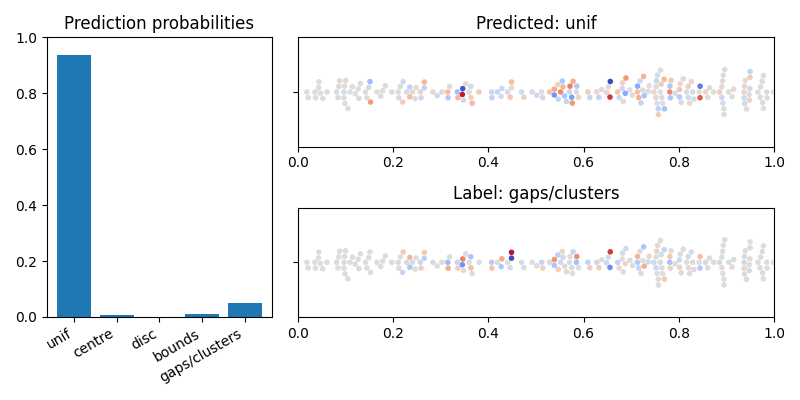 Prediction probabilities
1.0
0.8
0.6
0.4
0.2
0.0
unif
centre
disc
bounds
gaps/clusters
Predicted: unif
0.0 0.2 0.4 0.6 0.8 1.0
Label: gaps/clusters
0.0 0.2 0.4 0.6 0.8 1.0